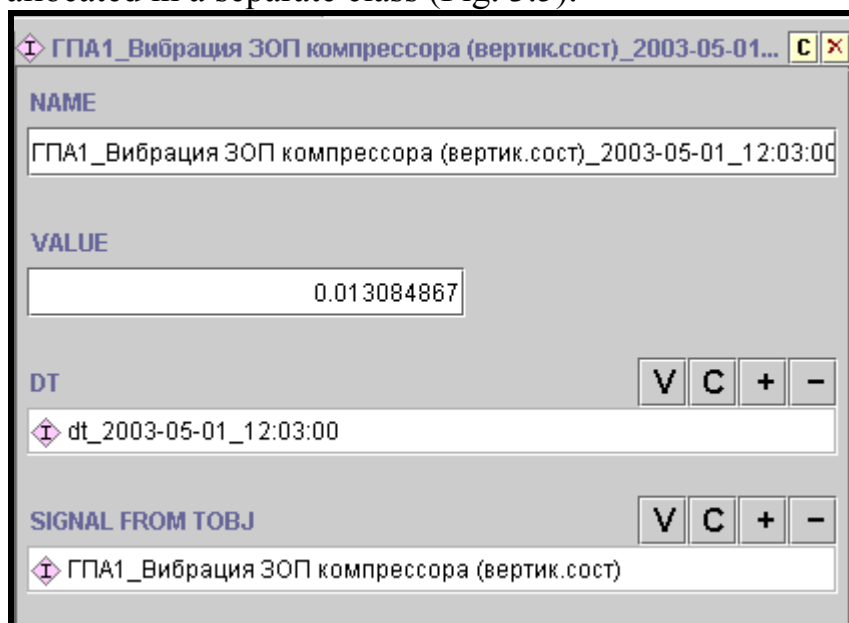 allocated in a separate class (Fig. 3.5).
ГПА1_Вибрация ЗОП компрессора (вертик.сост)_2003-05-01... C ×
NAME
ГПА1_Вибрация ЗОП компрессора (вертик.сост)_2003-05-01_12:03:00
VALUE
0.013084867
DT V C + −
I dt_2003-05-01_12:03:00
SIGNAL FROM TOBJ V C + −
I ГПА1_Вибрация ЗОП компрессора (вертик.сост)